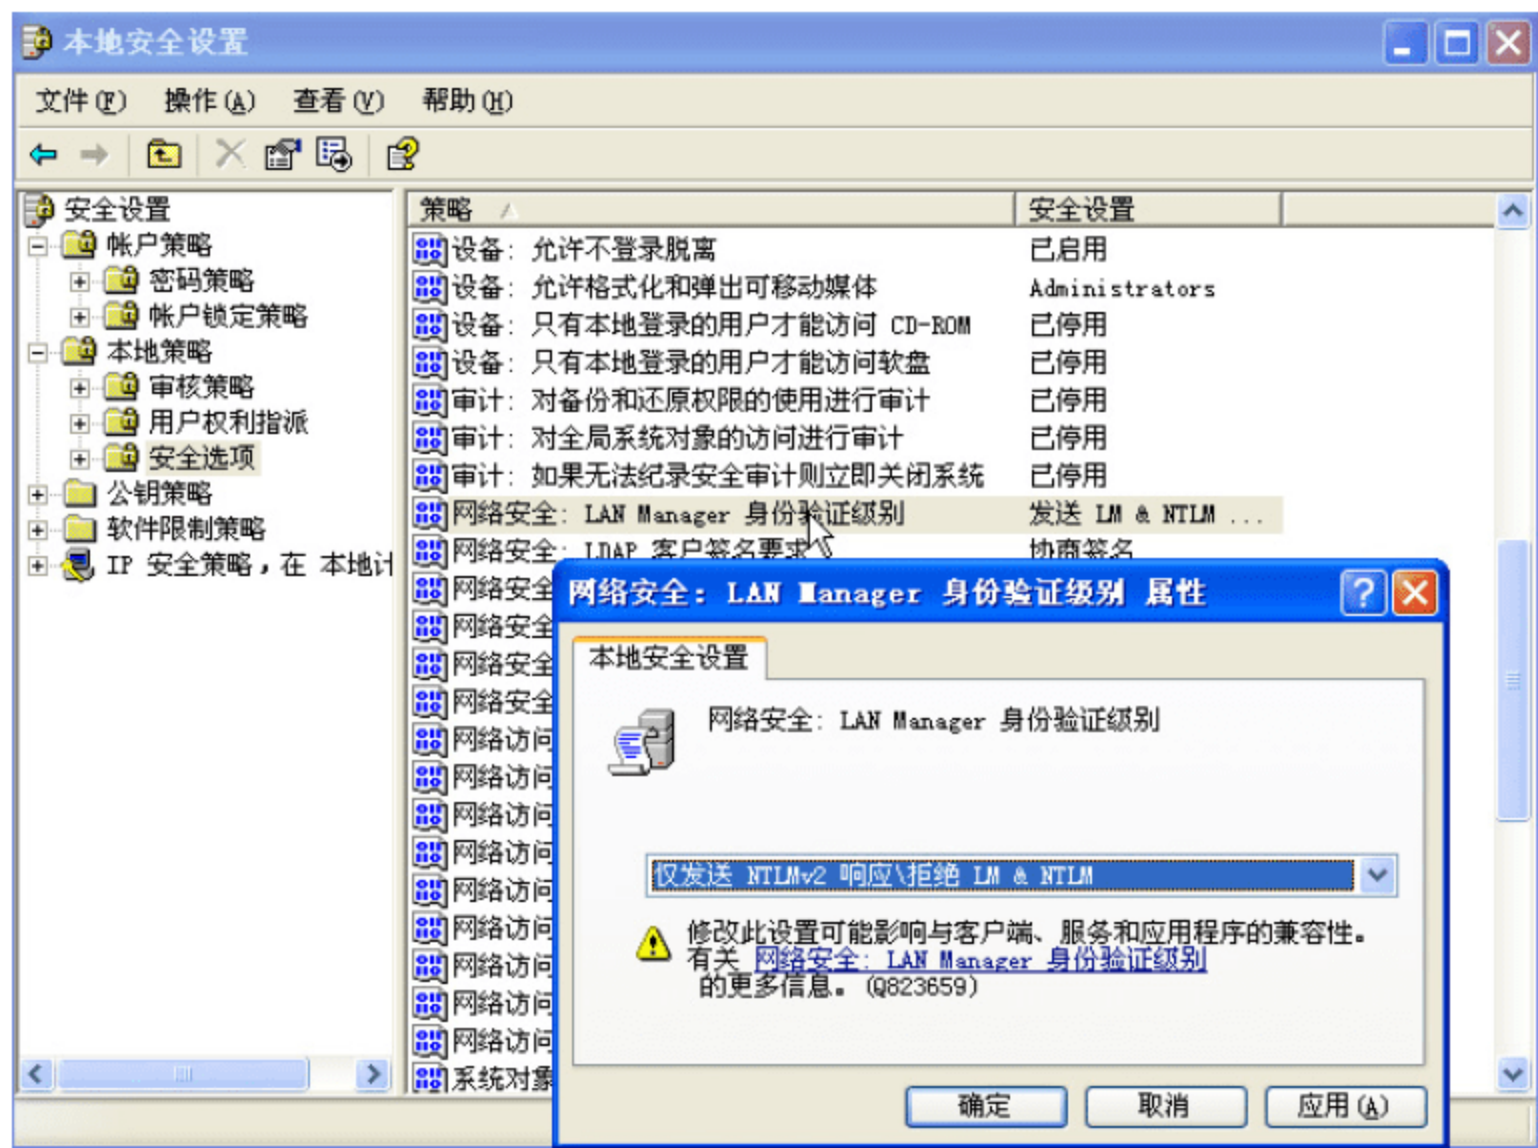 本地安全设置
文件(F) 操作(A) 查看(V) 帮助(H)
安全设置
帐户策略
密码策略
帐户锁定策略
本地策略
审核策略
用户权利指派
安全选项
公钥策略
软件限制策略
IP 安全策略，在 本地计
策略 安全设置
设备: 允许不登录脱离 已启用
设备: 允许格式化和弹出可移动媒体 Administrators
设备: 只有本地登录的用户才能访问 CD-ROM 已停用
设备: 只有本地登录的用户才能访问软盘 已停用
审计: 对备份和还原权限的使用进行审计 已停用
审计: 对全局系统对象的访问进行审计 已停用
审计: 如果无法纪录安全审计则立即关闭系统 已停用
网络安全: LAN Manager 身份验证级别 发送 LM & NTLM ...
网络安全: LDAP 客户签名要求 协商签名
网络安全
网络安全
网络安全
网络安全
网络访问
网络访问
网络访问
网络访问
网络访问
网络访问
网络访问
网络访问
网络访问
系统对象
网络安全: LAN Manager 身份验证级别 属性
本地安全设置
网络安全: LAN Manager 身份验证级别
仅发送 NTLMv2 响应\拒绝 LM & NTLM
修改此设置可能影响与客户端、服务和应用程序的兼容性。
有关 网络安全: LAN Manager 身份验证级别
的更多信息。(Q823659)
确定 取消 应用(A)